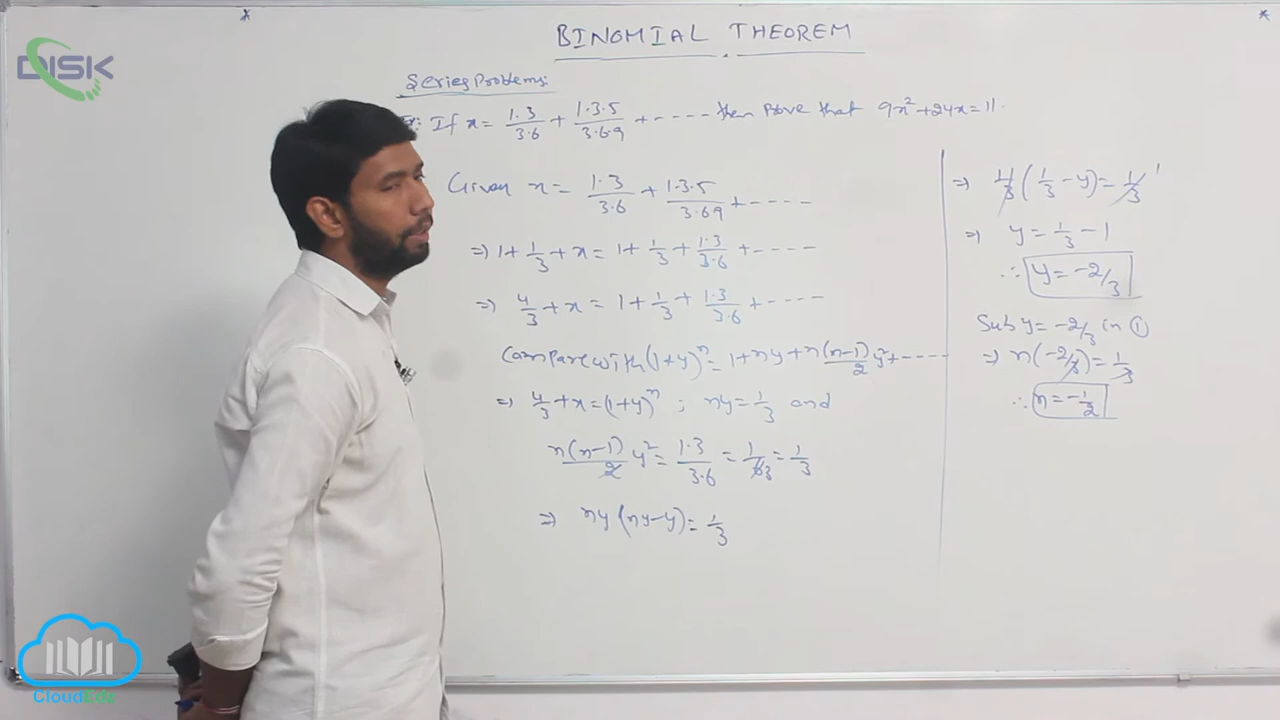 DISK
BINOMIAL THEOREM
Series Problems:
If x = 1·3/3·6 + 1·3·5/3·6·9 + ---- then Prove that 9x² + 24x = 11.
Given x = 1·3/3·6 + 1·3·5/3·6·9 + ----
⇒ 1 + 1/3 + x = 1 + 1/3 + 1·3/3·6 + ----
⇒ 4/3 + x = 1 + 1/3 + 1·3/3·6 + ----
Compare with (1+y)ⁿ = 1 + ny + n(n-1)/2 y² + ----
⇒ 4/3 + x = (1+y)ⁿ ; ny = 1/3 and
n(n-1)/2 y² = 1·3/3·6 = 1/6 3 = 1/3
⇒ ny(ny-y) = 1/3
⇒ 1/3(1/3 - y) = 1/3 1
⇒ y = 1/3 - 1
∴ y = -2/3
Sub y = -2/3 in ①
⇒ n(-2/3) = 1/3
∴ n = -1/2
CloudEdz